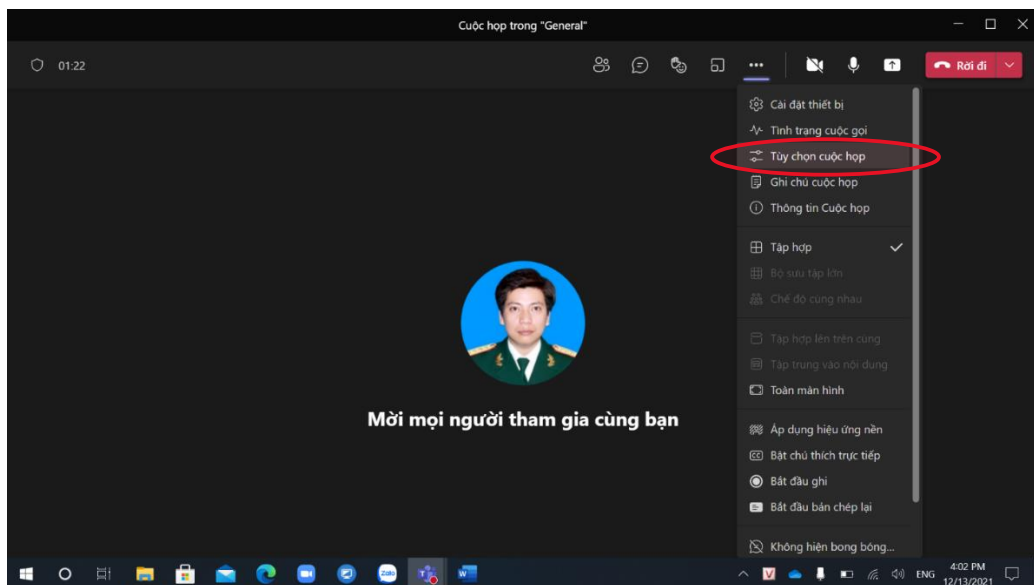 Cuộc họp trong "General"
01:22
Rời đi
Cài đặt thiết bị
Tình trạng cuộc gọi
Tùy chọn cuộc họp
Ghi chú cuộc họp
Thông tin Cuộc họp
Tập hợp
Bộ sưu tập lớn
Chế độ cùng nhau
Tập hợp lên trên cùng
Tập trung vào nội dung
Toàn màn hình
Mời mọi người tham gia cùng bạn
Áp dụng hiệu ứng nền
CC Bật chú thích trực tiếp
Bắt đầu ghi
Bắt đầu bản chép lại
Không hiện bong bóng...
Zalo
T
W
V
ENG
4:02 PM
12/13/2021